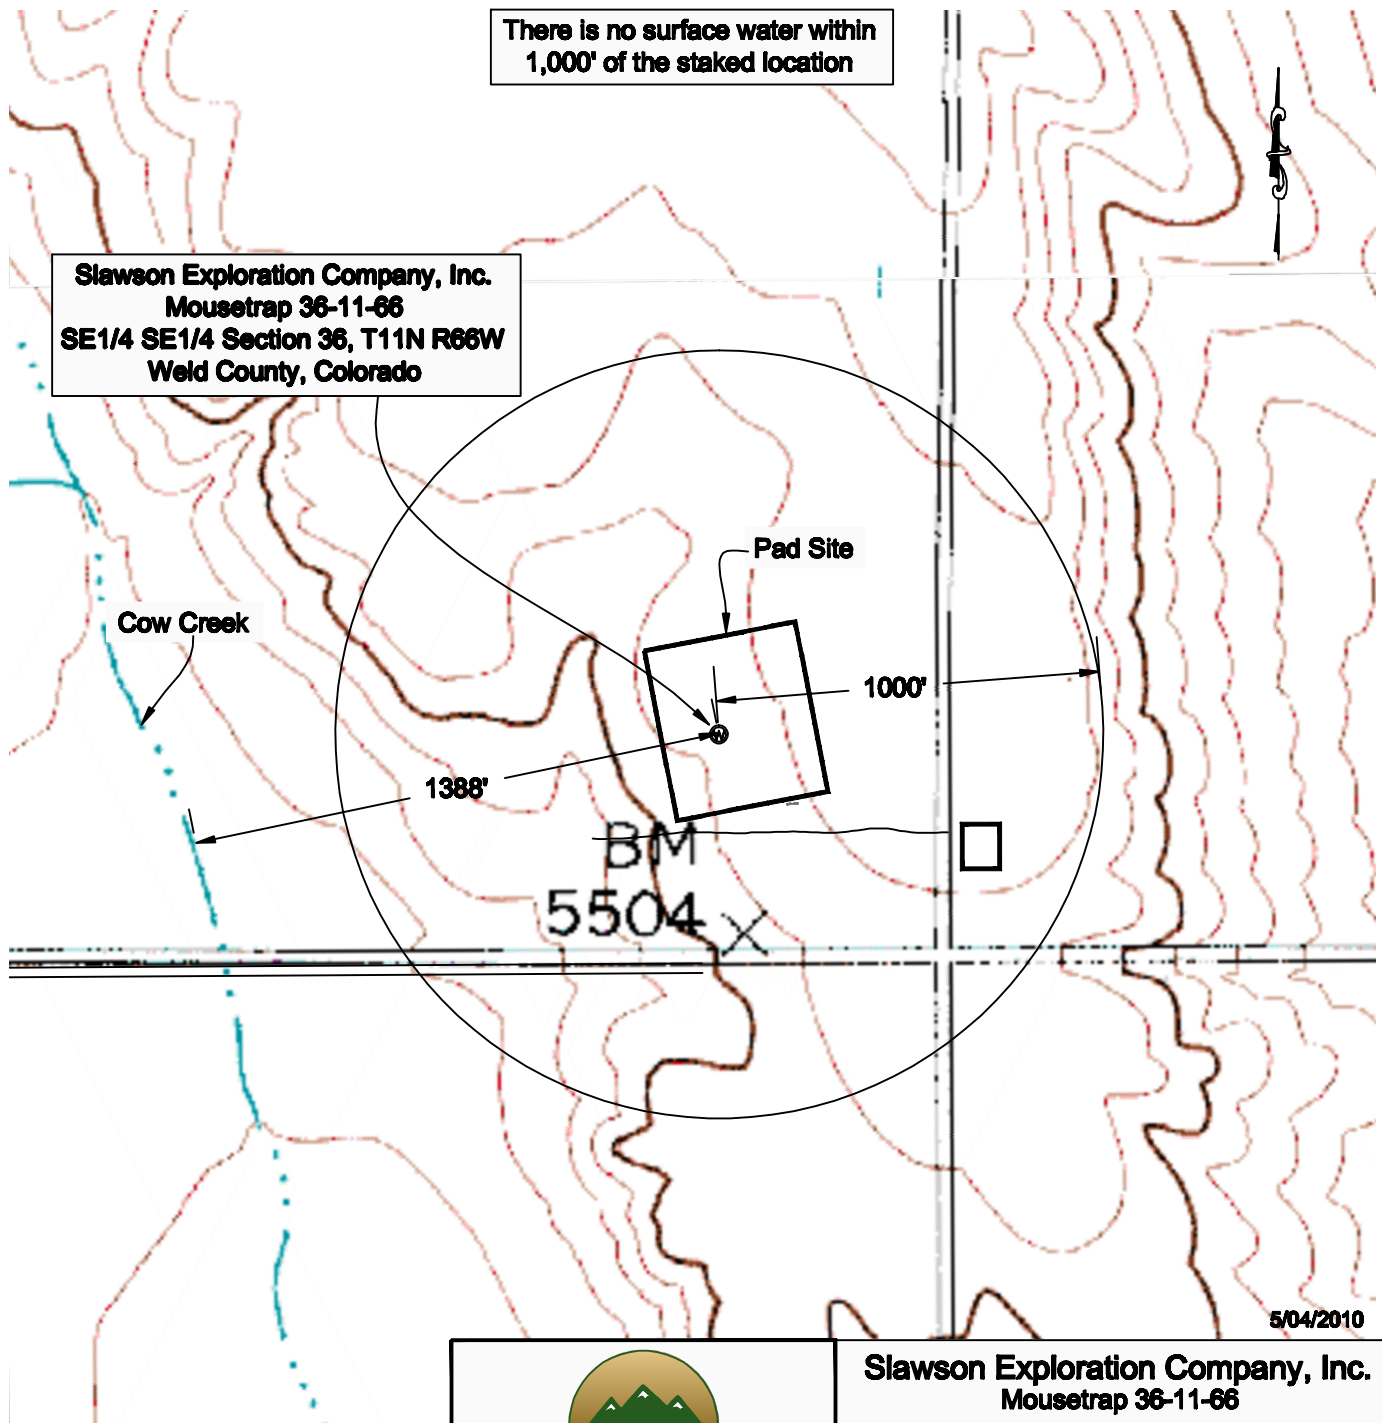 There is no surface water within
1,000' of the staked location
Slawson Exploration Company, Inc.
Mousetrap 36-11-66
SE1/4 SE1/4 Section 36, T11N R66W
Weld County, Colorado
Pad Site
Cow Creek
1000'
W
1388'
BM
5504
5/04/2010
Slawson Exploration Company, Inc.
Mousetrap 36-11-66